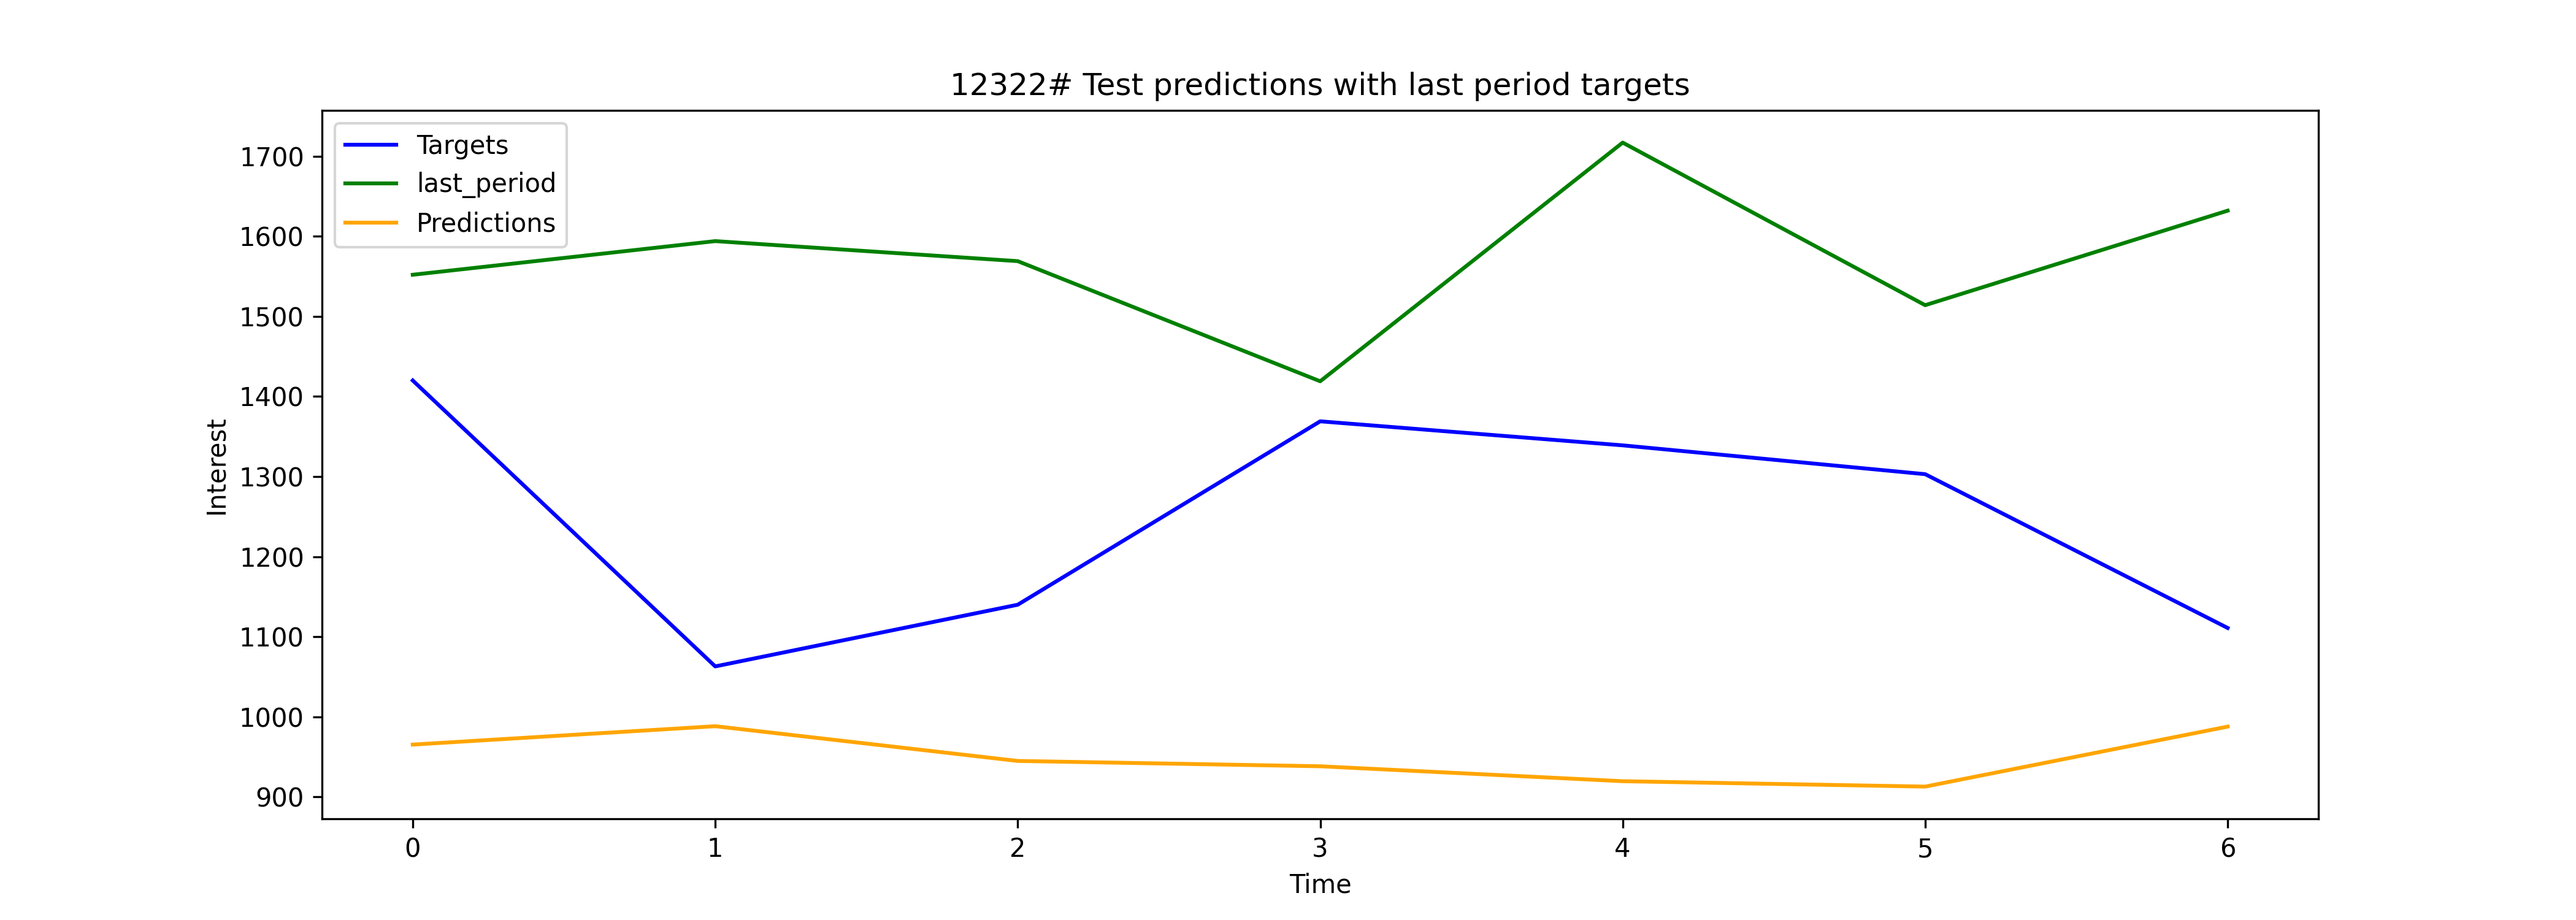 12322# Test predictions with last period targets
Targets
last_period
Predictions
1700
1600
1500
1400
1300
1200
1100
1000
900
Interest
0 1 2 3 4 5 6
Time